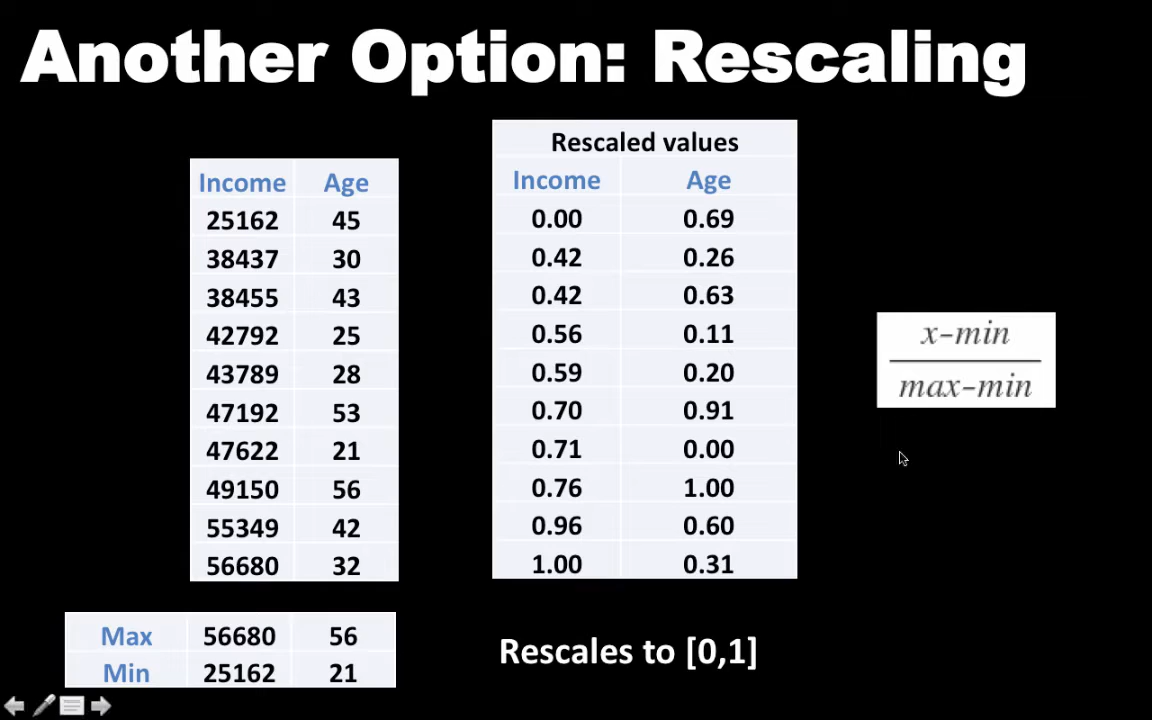 Another Option: Rescaling
Income Age
25162 45
38437 30
38455 43
42792 25
43789 28
47192 53
47622 21
49150 56
55349 42
56680 32
Max 56680 56
Min 25162 21
Rescaled values
Income Age
0.00 0.69
0.42 0.26
0.42 0.63
0.56 0.11
0.59 0.20
0.70 0.91
0.71 0.00
0.76 1.00
0.96 0.60
1.00 0.31
Rescales to [0,1]
x-min
max-min